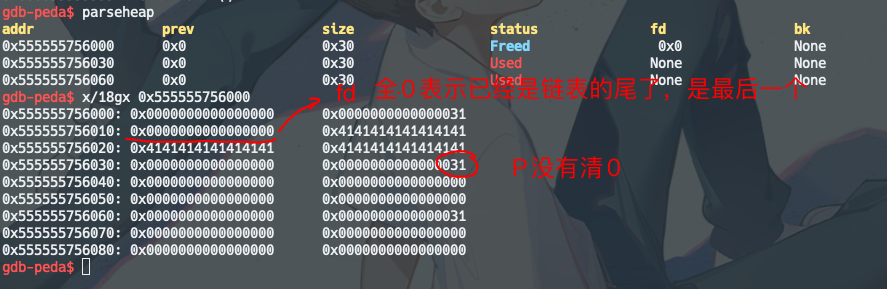 gdb-peda$ parseheap
addr prev size status fd bk
0x555555756000 0x0 0x30 Freed 0x0 None
0x555555756030 0x0 0x30 Used None None
0x555555756060 0x0 0x30 Used None None
gdb-peda$ x/18gx 0x555555756000
fd 全0表示已经是链表的尾了，是最后一个
0x555555756000: 0x0000000000000000 0x0000000000000031
0x555555756010: 0x0000000000000000 0x4141414141414141
0x555555756020: 0x4141414141414141 0x4141414141414141
0x555555756030: 0x0000000000000000 0x0000000000000031
P没有清0
0x555555756040: 0x0000000000000000 0x0000000000000000
0x555555756050: 0x0000000000000000 0x0000000000000000
0x555555756060: 0x0000000000000000 0x0000000000000031
0x555555756070: 0x0000000000000000 0x0000000000000000
0x555555756080: 0x0000000000000000 0x0000000000000000
gdb-peda$